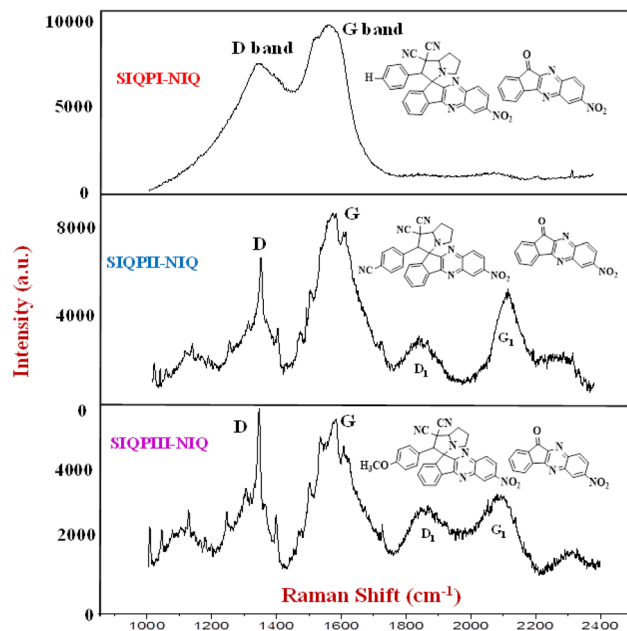 10000
5000
0
D band
G band
SIQPI-NIQ
NC
CN
N
N
N
H
NO₂
O
N
N
NO₂
8000
4000
SIQPII-NIQ
D
G
D₁
G₁
NC
CN
N
N
N
NC
NO₂
O
N
N
NO₂
Intensity (a.u.)
0
4000
2000
0
SIQPIII-NIQ
D
G
D₁
G₁
NC
CN
N
N
N
H₃CO
NO₂
O
N
N
NO₂
Raman Shift (cm⁻¹)
1000 1200 1400 1600 1800 2000 2200 2400